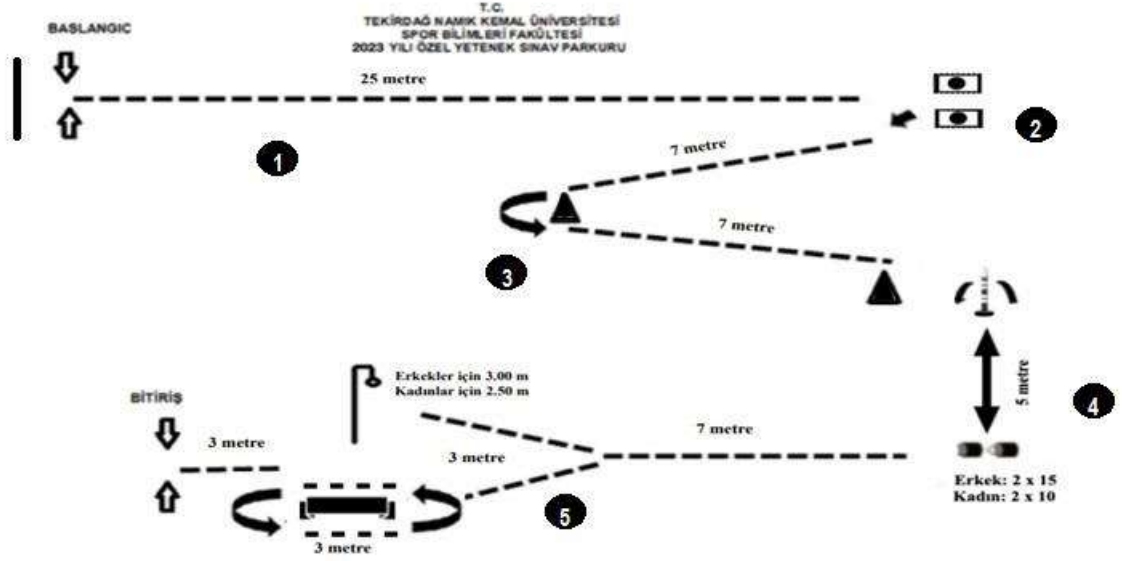 T.C.
TEKİRDAĞ NAMIK KEMAL ÜNİVERSİTESİ
SPOR BİLİMLERİ FAKÜLTESİ
2023 YILI ÖZEL YETENEK SINAV PARKURU
BAŞLANGIC
25 metre
1
2
7 metre
7 metre
3
5 metre
4
Erkekler için 3.00 m
Kadınlar için 2.50 m
BİTİRİŞ
3 metre
3 metre
7 metre
Erkek: 2 x 15
Kadın: 2 x 10
5
3 metre